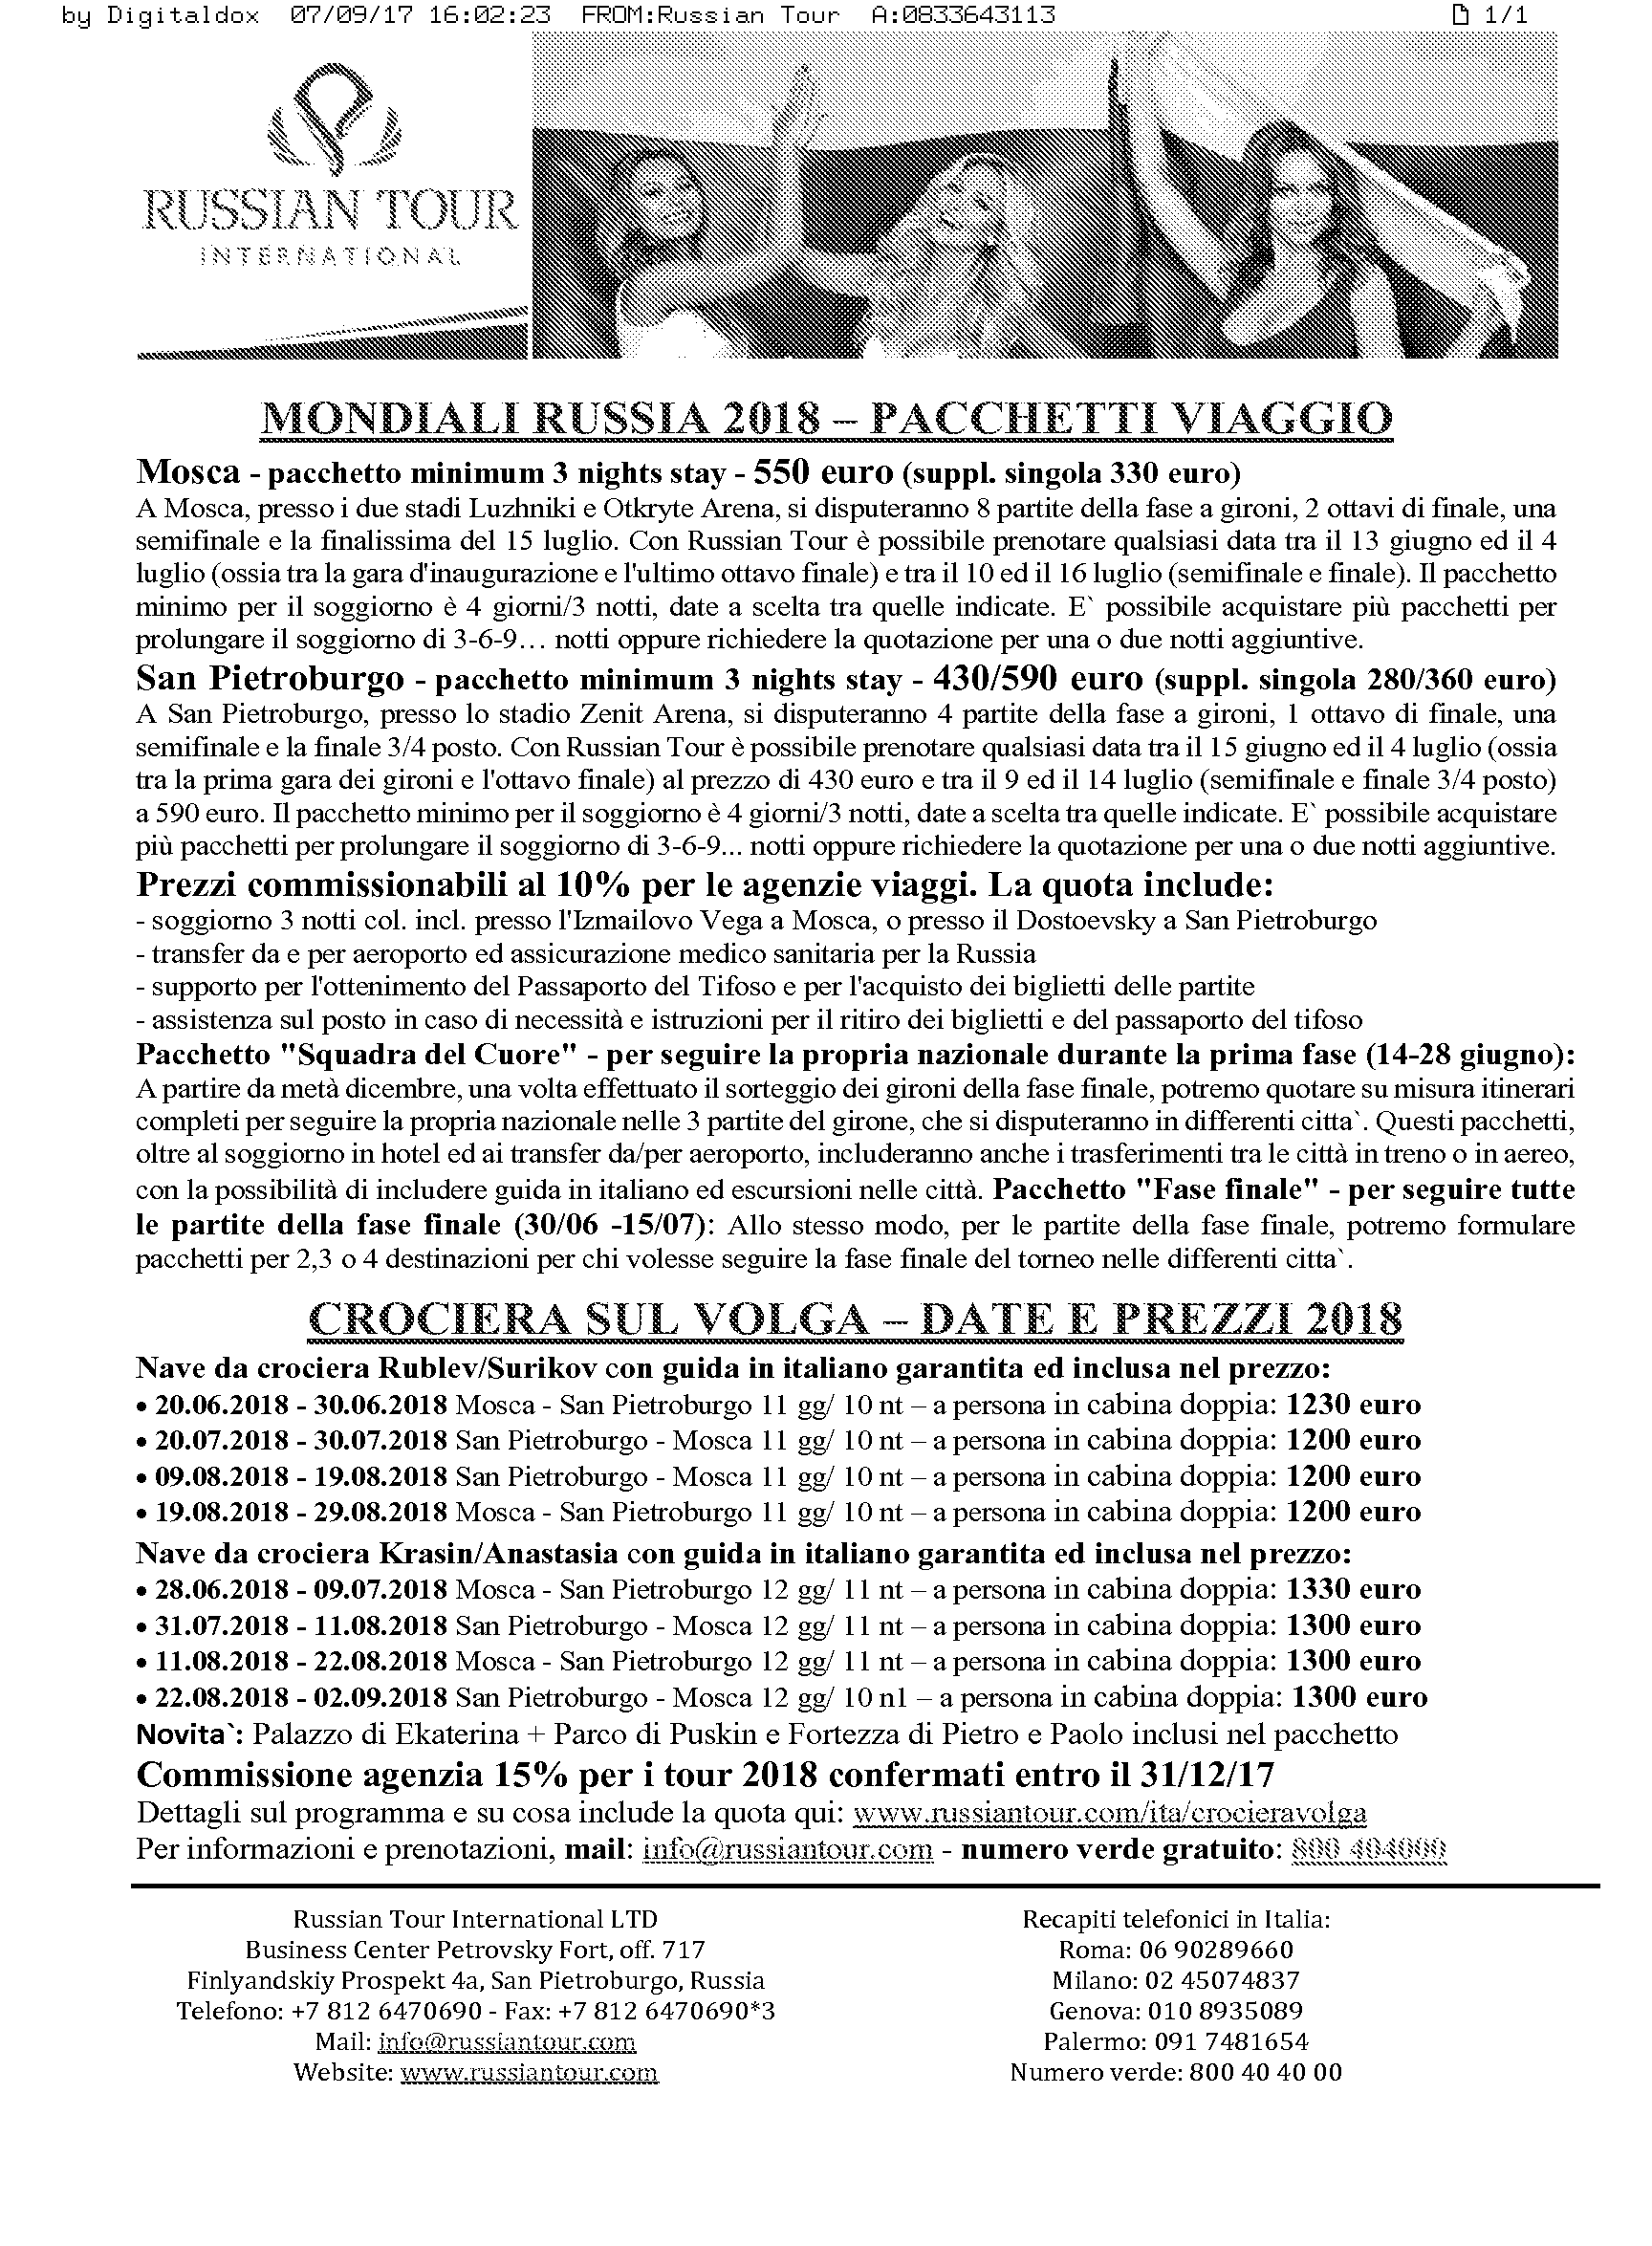 by Digitaldox 07/09/17 16:02:23 FROM:Russian Tour A:0833643113 1/1
RUSSIAN TOUR
INTERNATIONAL
MONDIALI RUSSIA 2018 – PACCHETTI VIAGGIO
Mosca - pacchetto minimum 3 nights stay - 550 euro (suppl. singola 330 euro)
A Mosca, presso i due stadi Luzhniki e Otkryte Arena, si disputeranno 8 partite della fase a gironi, 2 ottavi di finale, una
semifinale e la finalissima del 15 luglio. Con Russian Tour è possibile prenotare qualsiasi data tra il 13 giugno ed il 4
luglio (ossia tra la gara d'inaugurazione e l'ultimo ottavo finale) e tra il 10 ed il 16 luglio (semifinale e finale). Il pacchetto
minimo per il soggiorno è 4 giorni/3 notti, date a scelta tra quelle indicate. E` possibile acquistare più pacchetti per
prolungare il soggiorno di 3-6-9… notti oppure richiedere la quotazione per una o due notti aggiuntive.
San Pietroburgo - pacchetto minimum 3 nights stay - 430/590 euro (suppl. singola 280/360 euro)
A San Pietroburgo, presso lo stadio Zenit Arena, si disputeranno 4 partite della fase a gironi, 1 ottavo di finale, una
semifinale e la finale 3/4 posto. Con Russian Tour è possibile prenotare qualsiasi data tra il 15 giugno ed il 4 luglio (ossia
tra la prima gara dei gironi e l'ottavo finale) al prezzo di 430 euro e tra il 9 ed il 14 luglio (semifinale e finale 3/4 posto)
a 590 euro. Il pacchetto minimo per il soggiorno è 4 giorni/3 notti, date a scelta tra quelle indicate. E` possibile acquistare
più pacchetti per prolungare il soggiorno di 3-6-9... notti oppure richiedere la quotazione per una o due notti aggiuntive.
Prezzi commissionabili al 10% per le agenzie viaggi. La quota include:
- soggiorno 3 notti col. incl. presso l'Izmailovo Vega a Mosca, o presso il Dostoevsky a San Pietroburgo
- transfer da e per aeroporto ed assicurazione medico sanitaria per la Russia
- supporto per l'ottenimento del Passaporto del Tifoso e per l'acquisto dei biglietti delle partite
- assistenza sul posto in caso di necessità e istruzioni per il ritiro dei biglietti e del passaporto del tifoso
Pacchetto "Squadra del Cuore" - per seguire la propria nazionale durante la prima fase (14-28 giugno):
A partire da metà dicembre, una volta effettuato il sorteggio dei gironi della fase finale, potremo quotare su misura itinerari
completi per seguire la propria nazionale nelle 3 partite del girone, che si disputeranno in differenti citta`. Questi pacchetti,
oltre al soggiorno in hotel ed ai transfer da/per aeroporto, includeranno anche i trasferimenti tra le città in treno o in aereo,
con la possibilità di includere guida in italiano ed escursioni nelle città. Pacchetto "Fase finale" - per seguire tutte
le partite della fase finale (30/06 -15/07): Allo stesso modo, per le partite della fase finale, potremo formulare
pacchetti per 2,3 o 4 destinazioni per chi volesse seguire la fase finale del torneo nelle differenti citta`.
CROCIERA SUL VOLGA – DATE E PREZZI 2018
Nave da crociera Rublev/Surikov con guida in italiano garantita ed inclusa nel prezzo:
• 20.06.2018 - 30.06.2018 Mosca - San Pietroburgo 11 gg/ 10 nt – a persona in cabina doppia: 1230 euro
• 20.07.2018 - 30.07.2018 San Pietroburgo - Mosca 11 gg/ 10 nt – a persona in cabina doppia: 1200 euro
• 09.08.2018 - 19.08.2018 San Pietroburgo - Mosca 11 gg/ 10 nt – a persona in cabina doppia: 1200 euro
• 19.08.2018 - 29.08.2018 Mosca - San Pietroburgo 11 gg/ 10 nt – a persona in cabina doppia: 1200 euro
Nave da crociera Krasin/Anastasia con guida in italiano garantita ed inclusa nel prezzo:
• 28.06.2018 - 09.07.2018 Mosca - San Pietroburgo 12 gg/ 11 nt – a persona in cabina doppia: 1330 euro
• 31.07.2018 - 11.08.2018 San Pietroburgo - Mosca 12 gg/ 11 nt – a persona in cabina doppia: 1300 euro
• 11.08.2018 - 22.08.2018 Mosca - San Pietroburgo 12 gg/ 11 nt – a persona in cabina doppia: 1300 euro
• 22.08.2018 - 02.09.2018 San Pietroburgo - Mosca 12 gg/ 10 n1 – a persona in cabina doppia: 1300 euro
Novita`: Palazzo di Ekaterina + Parco di Puskin e Fortezza di Pietro e Paolo inclusi nel pacchetto
Commissione agenzia 15% per i tour 2018 confermati entro il 31/12/17
Dettagli sul programma e su cosa include la quota qui: www.russiantour.com/ita/crocieravolga
Per informazioni e prenotazioni, mail: info@russiantour.com - numero verde gratuito: 800 404000
Russian Tour International LTD
Business Center Petrovsky Fort, off. 717
Finlyandskiy Prospekt 4a, San Pietroburgo, Russia
Telefono: +7 812 6470690 - Fax: +7 812 6470690*3
Mail: info@russiantour.com
Website: www.russiantour.com
Recapiti telefonici in Italia:
Roma: 06 90289660
Milano: 02 45074837
Genova: 010 8935089
Palermo: 091 7481654
Numero verde: 800 40 40 00